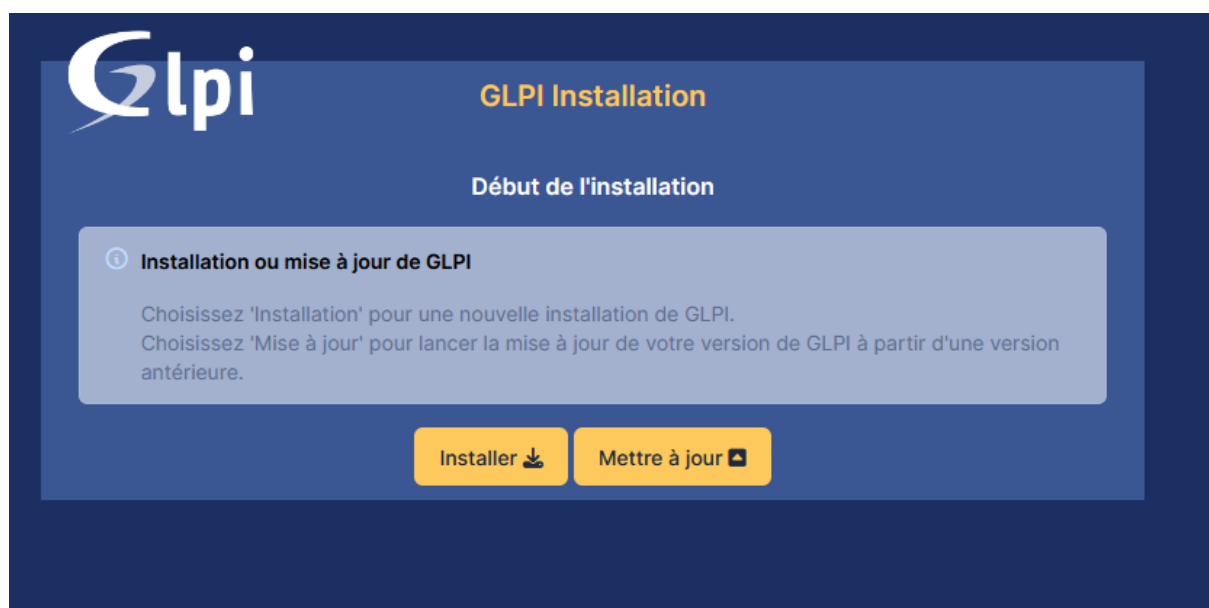 Glpi
GLPI Installation
Début de l'installation
Installation ou mise à jour de GLPI
Choisissez 'Installation' pour une nouvelle installation de GLPI.
Choisissez 'Mise à jour' pour lancer la mise à jour de votre version de GLPI à partir d'une version
antérieure.
Installer
Mettre à jour